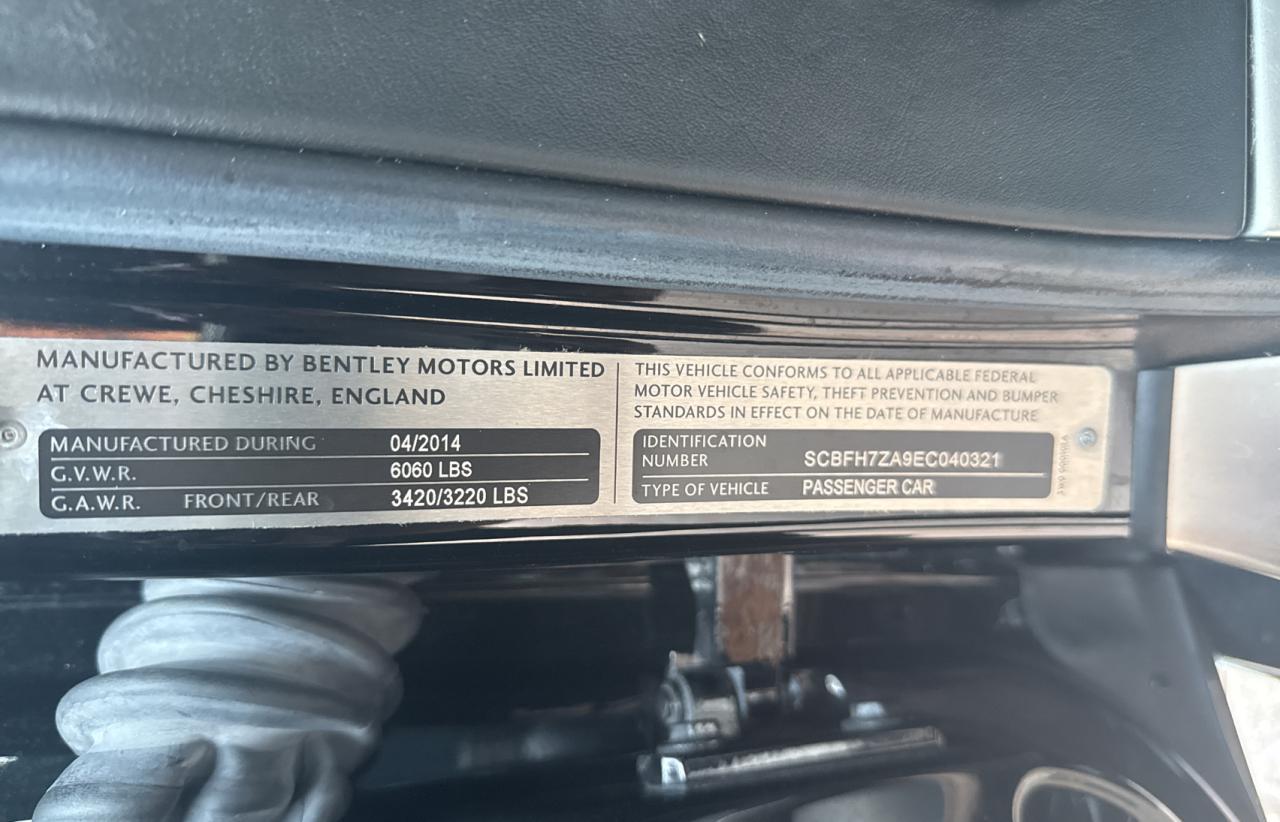 MANUFACTURED BY BENTLEY MOTORS LIMITED
AT CREWE, CHESHIRE, ENGLAND
MANUFACTURED DURING 04/2014
G.V.W.R. 6060 LBS
G.A.W.R. FRONT/REAR 3420/3220 LBS
THIS VEHICLE CONFORMS TO ALL APPLICABLE FEDERAL
MOTOR VEHICLE SAFETY, THEFT PREVENTION AND BUMPER
STANDARDS IN EFFECT ON THE DATE OF MANUFACTURE
IDENTIFICATION
NUMBER SCBFH7ZA9EC040321
TYPE OF VEHICLE PASSENGER CAR